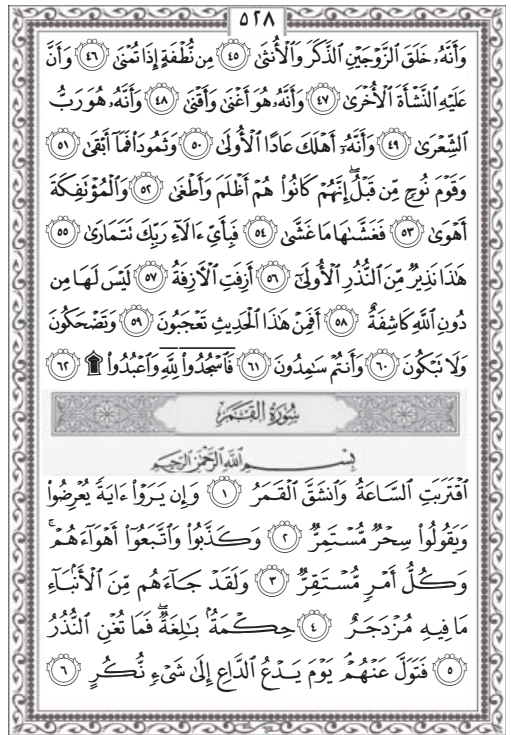 ٥٢٨
وَأَنَّهُۥ خَلَقَ ٱلزَّوۡجَيۡنِ ٱلذَّكَرَ وَٱلۡأُنثَىٰ ٤٥ مِن نُّطۡفَةٍ إِذَا تُمۡنَىٰ ٤٦ وَأَنَّ
عَلَيۡهِ ٱلنَّشۡأَةَ ٱلۡأُخۡرَىٰ ٤٧ وَأَنَّهُۥ هُوَ أَغۡنَىٰ وَأَقۡنَىٰ ٤٨ وَأَنَّهُۥ هُوَ رَبُّ
ٱلشِّعۡرَىٰ ٤٩ وَأَنَّهُۥٓ أَهۡلَكَ عَادًا ٱلۡأُولَىٰ ٥٠ وَثَمُودَاْ فَمَآ أَبۡقَىٰ ٥١
وَقَوۡمَ نُوحٖ مِّن قَبۡلُۖ إِنَّهُمۡ كَانُواْ هُمۡ أَظۡلَمَ وَأَطۡغَىٰ ٥٢ وَٱلۡمُؤۡتَفِكَةَ
أَهۡوَىٰ ٥٣ فَغَشَّىٰهَا مَا غَشَّىٰ ٥٤ فَبِأَيِّ ءَالَآءِ رَبِّكَ تَتَمَارَىٰ ٥٥
هَٰذَا نَذِيرٞ مِّنَ ٱلنُّذُرِ ٱلۡأُولَىٰٓ ٥٦ أَزِفَتِ ٱلۡأٓزِفَةُ ٥٧ لَيۡسَ لَهَا مِن
دُونِ ٱللَّهِ كَاشِفَةٌ ٥٨ أَفَمِنۡ هَٰذَا ٱلۡحَدِيثِ تَعۡجَبُونَ ٥٩ وَتَضۡحَكُونَ
وَلَا تَبۡكُونَ ٦٠ وَأَنتُمۡ سَٰمِدُونَ ٦١ فَٱسۡجُدُواْۤ لِلَّهِۤ وَٱعۡبُدُواْ ۩ ٦٢
سُورَةُ القَمَرِ
بِسۡمِ ٱللَّهِ ٱلرَّحۡمَٰنِ ٱلرَّحِيمِ
ٱقۡتَرَبَتِ ٱلسَّاعَةُ وَٱنشَقَّ ٱلۡقَمَرُ ١ وَإِن يَرَوۡاْ ءَايَةٗ يُعۡرِضُواْ
وَيَقُولُواْ سِحۡرٞ مُّسۡتَمِرّٞ ٢ وَكَذَّبُواْ وَٱتَّبَعُوٓاْ أَهۡوَآءَهُمۡۚ
وَكُلُّ أَمۡرٖ مُّسۡتَقِرّٞ ٣ وَلَقَدۡ جَآءَهُم مِّنَ ٱلۡأَنۢبَآءِ
مَا فِيهِ مُزۡدَجَرٌ ٤ حِكۡمَةُۢ بَٰلِغَةٞۖ فَمَا تُغۡنِ ٱلنُّذُرُ
٥ فَتَوَلَّ عَنۡهُمۡۘ يَوۡمَ يَدۡعُ ٱلدَّاعِ إِلَىٰ شَيۡءٖ نُّكُرٍ ٦